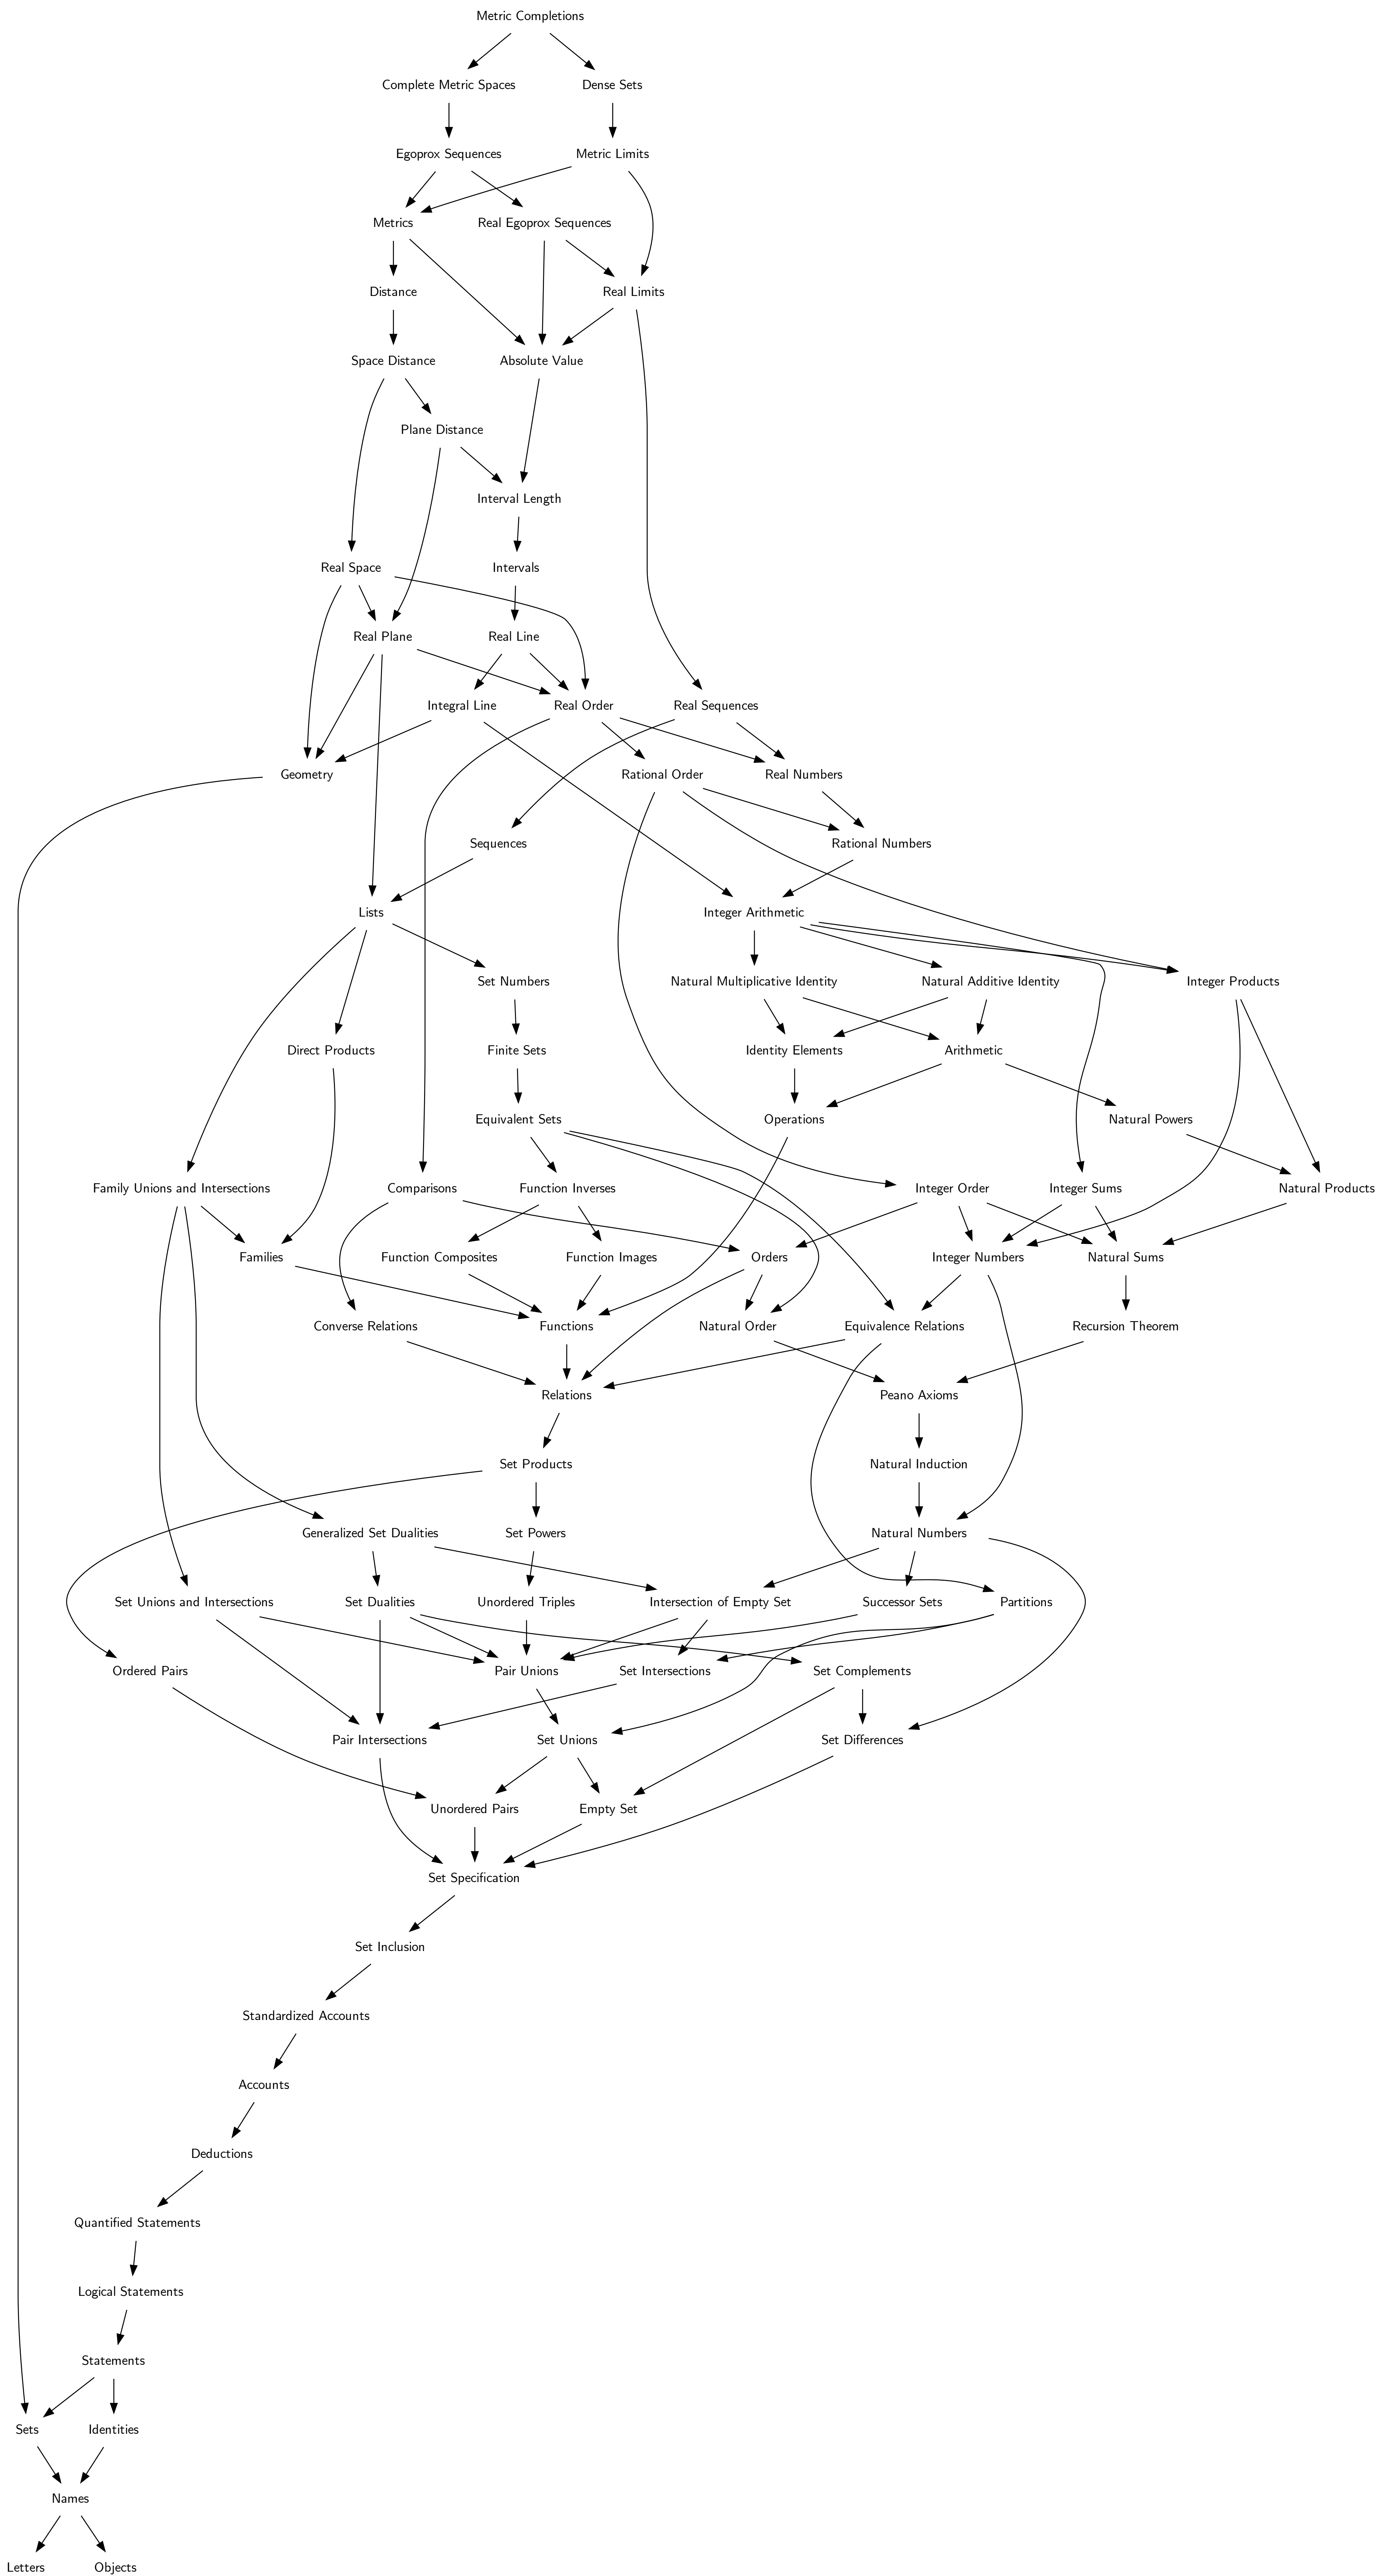 Metric Completions
Complete Metric Spaces
Dense Sets
Egoprox Sequences
Metric Limits
Metrics
Real Egoprox Sequences
Distance
Real Limits
Space Distance
Absolute Value
Plane Distance
Interval Length
Real Space
Intervals
Real Plane
Real Line
Integral Line
Real Order
Real Sequences
Geometry
Rational Order
Real Numbers
Sequences
Rational Numbers
Lists
Integer Arithmetic
Set Numbers
Natural Multiplicative Identity
Natural Additive Identity
Integer Products
Direct Products
Finite Sets
Identity Elements
Arithmetic
Equivalent Sets
Operations
Natural Powers
Family Unions and Intersections
Comparisons
Function Inverses
Integer Order
Integer Sums
Natural Products
Families
Function Composites
Function Images
Orders
Integer Numbers
Natural Sums
Converse Relations
Functions
Natural Order
Equivalence Relations
Recursion Theorem
Relations
Peano Axioms
Set Products
Natural Induction
Generalized Set Dualities
Set Powers
Natural Numbers
Set Unions and Intersections
Set Dualities
Unordered Triples
Intersection of Empty Set
Successor Sets
Partitions
Ordered Pairs
Pair Unions
Set Intersections
Set Complements
Pair Intersections
Set Unions
Set Differences
Unordered Pairs
Empty Set
Set Specification
Set Inclusion
Standardized Accounts
Accounts
Deductions
Quantified Statements
Logical Statements
Statements
Sets
Identities
Names
Letters
Objects